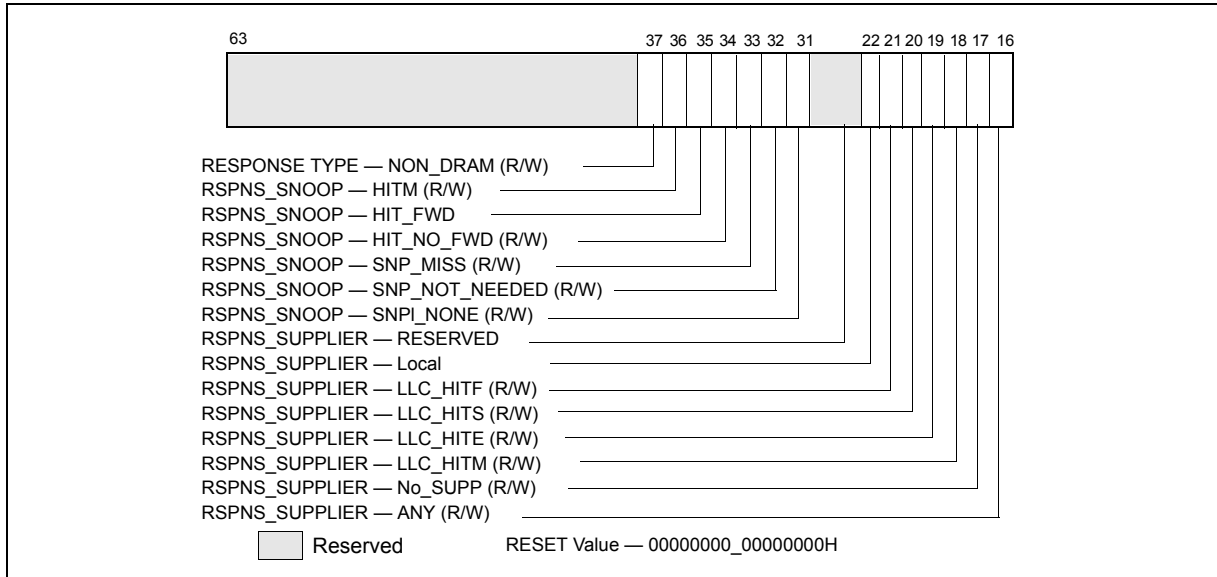 63 37 36 35 34 33 32 31 22 21 20 19 18 17 16
RESPONSE TYPE — NON_DRAM (R/W)
RSPNS_SNOOP — HITM (R/W)
RSPNS_SNOOP — HIT_FWD
RSPNS_SNOOP — HIT_NO_FWD (R/W)
RSPNS_SNOOP — SNP_MISS (R/W)
RSPNS_SNOOP — SNP_NOT_NEEDED (R/W)
RSPNS_SNOOP — SNPI_NONE (R/W)
RSPNS_SUPPLIER — RESERVED
RSPNS_SUPPLIER — Local
RSPNS_SUPPLIER — LLC_HITF (R/W)
RSPNS_SUPPLIER — LLC_HITS (R/W)
RSPNS_SUPPLIER — LLC_HITE (R/W)
RSPNS_SUPPLIER — LLC_HITM (R/W)
RSPNS_SUPPLIER — No_SUPP (R/W)
RSPNS_SUPPLIER — ANY (R/W)
Reserved RESET Value — 00000000_00000000H